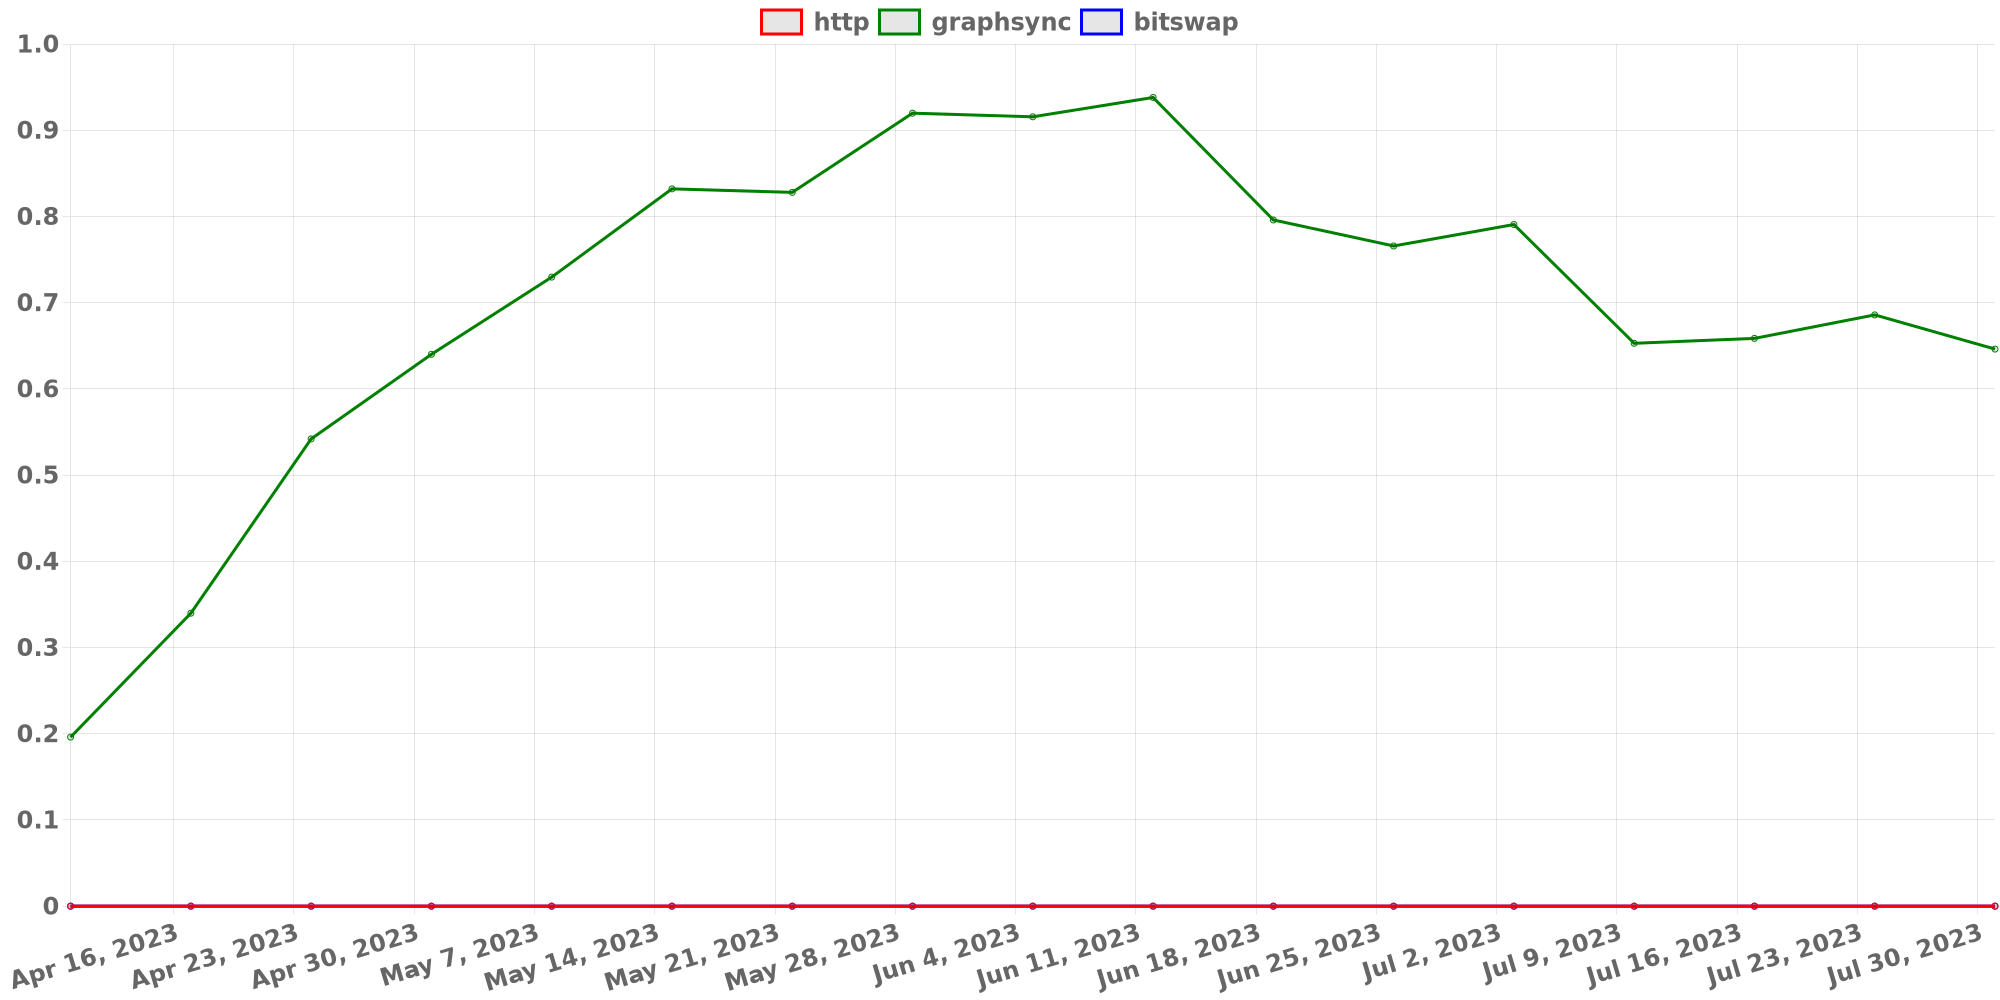 http graphsync bitswap
1.0
0.9
0.8
0.7
0.6
0.5
0.4
0.3
0.2
0.1
0
Apr 16, 2023
Apr 23, 2023
Apr 30, 2023
May 7, 2023
May 14, 2023
May 21, 2023
May 28, 2023
Jun 4, 2023
Jun 11, 2023
Jun 18, 2023
Jun 25, 2023
Jul 2, 2023
Jul 9, 2023
Jul 16, 2023
Jul 23, 2023
Jul 30, 2023